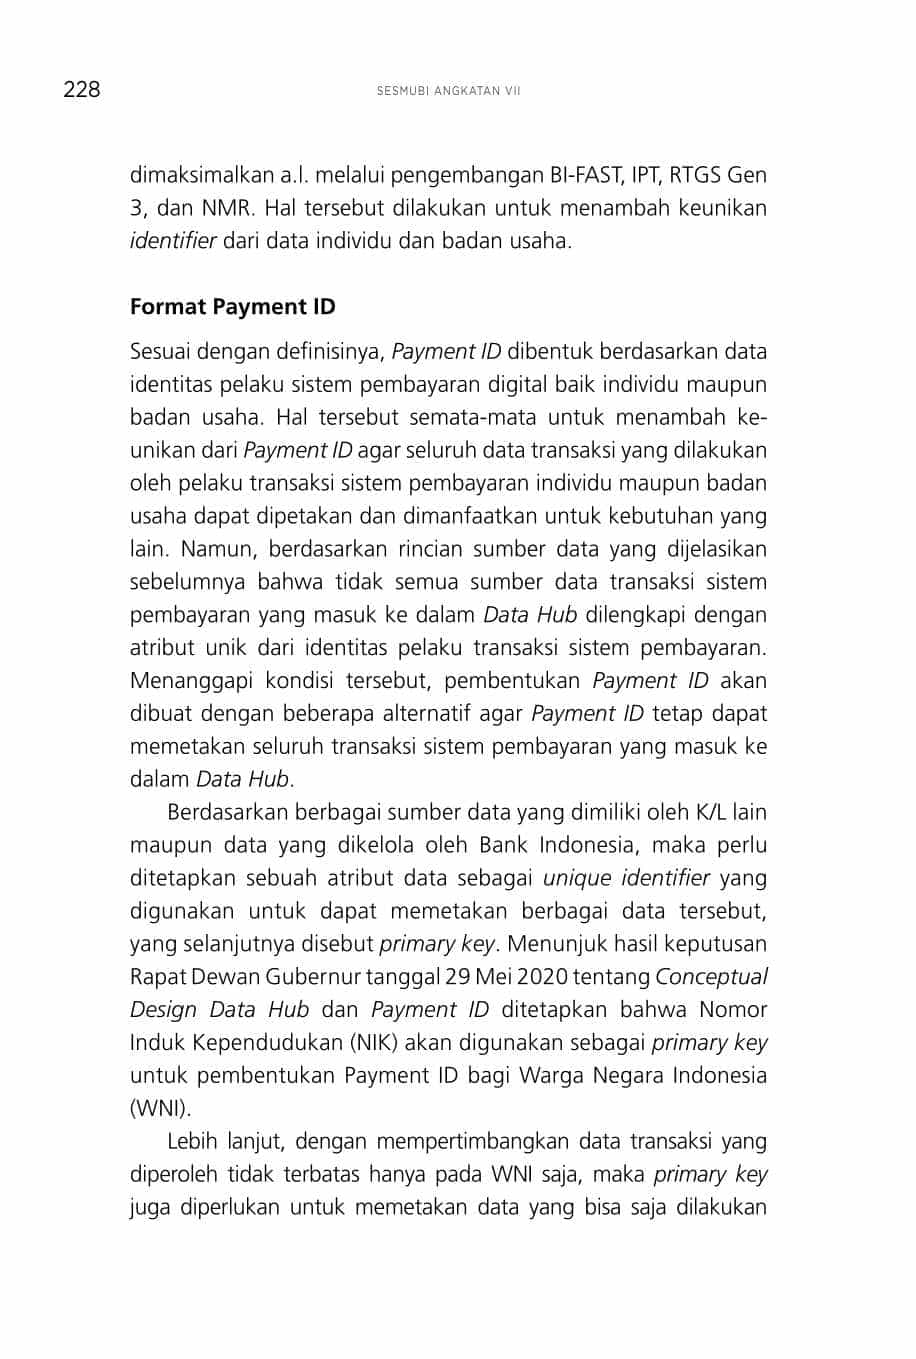 228
SESMUBI ANGKATAN VII
dimaksimalkan a.l. melalui pengembangan BI-FAST, IPT, RTGS Gen
3, dan NMR. Hal tersebut dilakukan untuk menambah keunikan
identifier dari data individu dan badan usaha.
Format Payment ID
Sesuai dengan definisinya, Payment ID dibentuk berdasarkan data
identitas pelaku sistem pembayaran digital baik individu maupun
badan usaha. Hal tersebut semata-mata untuk menambah ke-
unikan dari Payment ID agar seluruh data transaksi yang dilakukan
oleh pelaku transaksi sistem pembayaran individu maupun badan
usaha dapat dipetakan dan dimanfaatkan untuk kebutuhan yang
lain. Namun, berdasarkan rincian sumber data yang dijelasikan
sebelumnya bahwa tidak semua sumber data transaksi sistem
pembayaran yang masuk ke dalam Data Hub dilengkapi dengan
atribut unik dari identitas pelaku transaksi sistem pembayaran.
Menanggapi kondisi tersebut, pembentukan Payment ID akan
dibuat dengan beberapa alternatif agar Payment ID tetap dapat
memetakan seluruh transaksi sistem pembayaran yang masuk ke
dalam Data Hub.
Berdasarkan berbagai sumber data yang dimiliki oleh K/L lain
maupun data yang dikelola oleh Bank Indonesia, maka perlu
ditetapkan sebuah atribut data sebagai unique identifier yang
digunakan untuk dapat memetakan berbagai data tersebut,
yang selanjutnya disebut primary key. Menunjuk hasil keputusan
Rapat Dewan Gubernur tanggal 29 Mei 2020 tentang Conceptual
Design Data Hub dan Payment ID ditetapkan bahwa Nomor
Induk Kependudukan (NIK) akan digunakan sebagai primary key
untuk pembentukan Payment ID bagi Warga Negara Indonesia
(WNI).
Lebih lanjut, dengan mempertimbangkan data transaksi yang
diperoleh tidak terbatas hanya pada WNI saja, maka primary key
juga diperlukan untuk memetakan data yang bisa saja dilakukan